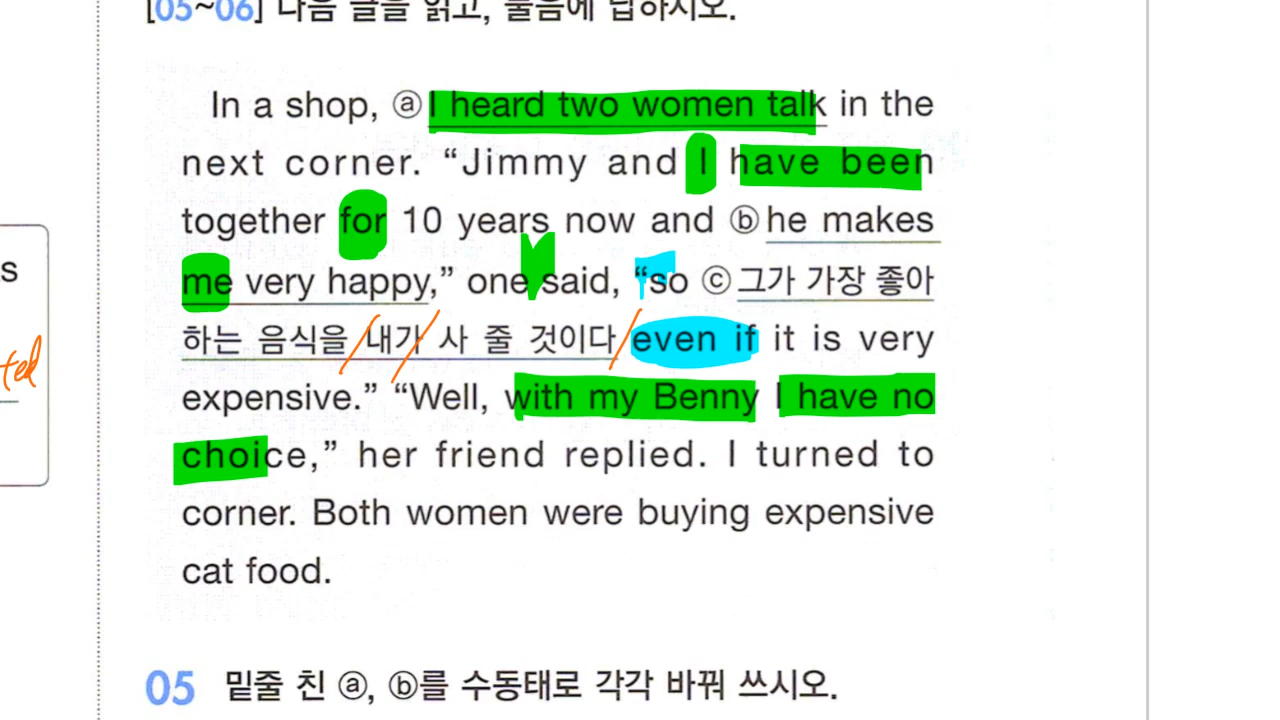 [05~06] 다음 글을 읽고, 물음에 답하시오.
In a shop, ⓐ I heard two women talk in the
next corner. “Jimmy and I have been
together for 10 years now and ⓑ he makes
s
me very happy,” one said, “so ⓒ 그가 가장 좋아
하는 음식을 내가 사 줄 것이다 even if it is very
ted
expensive.” “Well, with my Benny I have no
choice,” her friend replied. I turned to
corner. Both women were buying expensive
cat food.
05 밑줄 친 ⓐ, ⓑ를 수동태로 각각 바꿔 쓰시오.